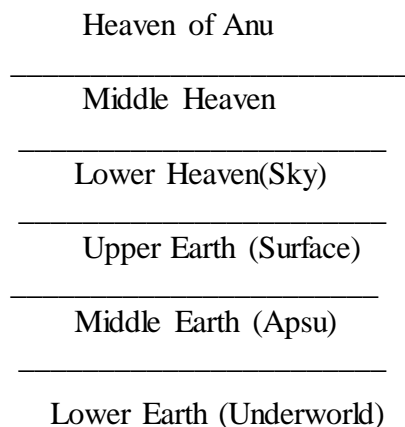 Heaven of Anu
Middle Heaven
Lower Heaven(Sky)
Upper Earth (Surface)
Middle Earth (Apsu)
Lower Earth (Underworld)